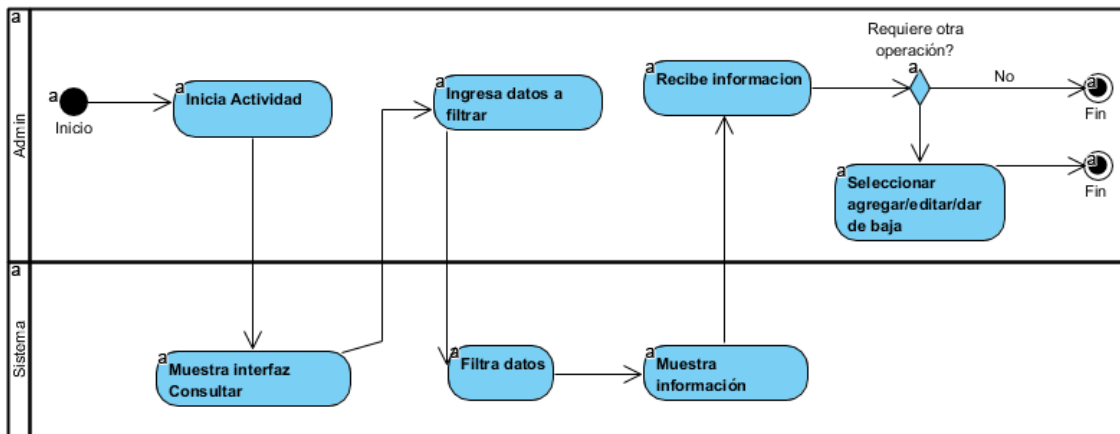 a
Admin
a
Inicio
a
Inicia Actividad
a
Ingresa datos a
filtrar
a
Recibe informacion
Requiere otra
operación?
a
No
a
Fin
a
Seleccionar
agregar/editar/dar
de baja
a
Fin
a
Sistema
a
Muestra interfaz
Consultar
a
Filtra datos
a
Muestra
información